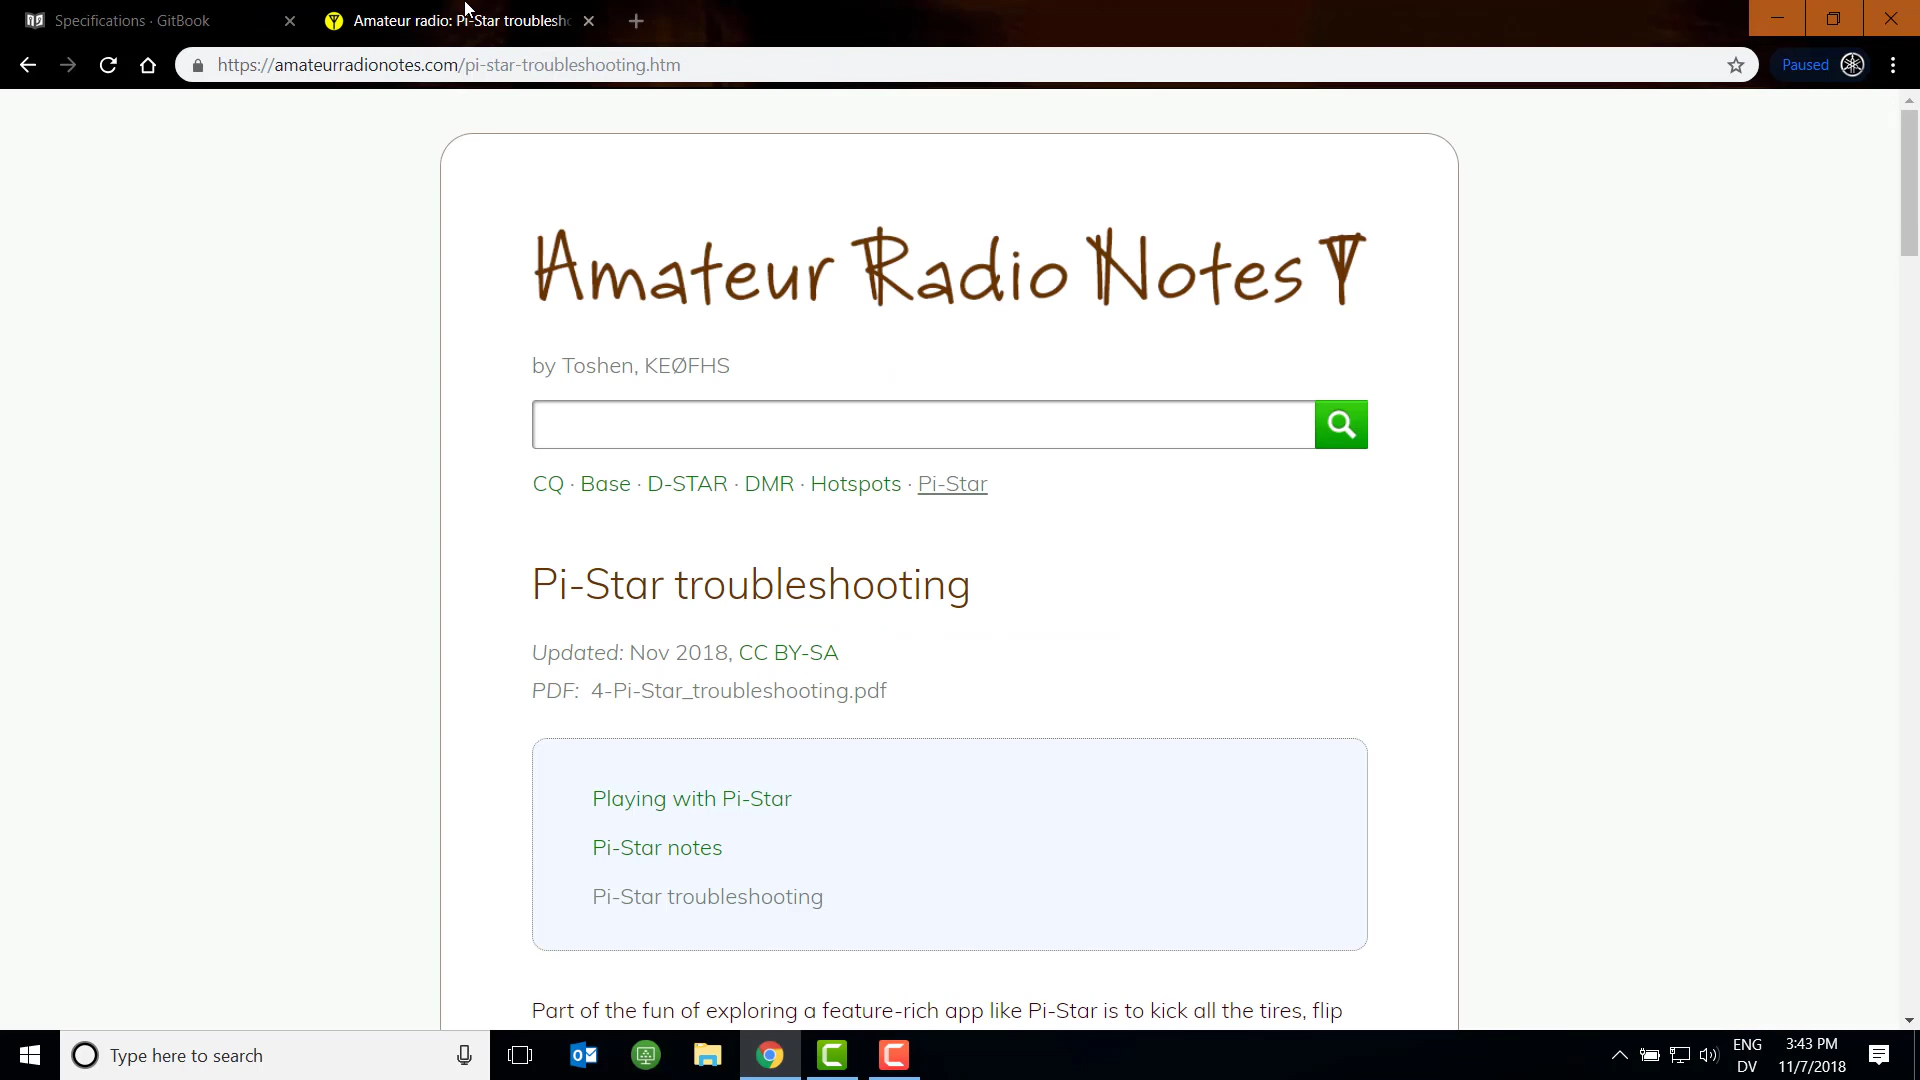 Specifications · GitBook
Amateur radio: Pi-Star troublesh
https://amateurradionotes.com/pi-star-troubleshooting.htm
Paused
Amateur Radio Notes
by Toshen, KEØFHS
CQ · Base · D-STAR · DMR · Hotspots · Pi-Star
Pi-Star troubleshooting
Updated: Nov 2018, CC BY-SA
PDF: 4-Pi-Star_troubleshooting.pdf
Playing with Pi-Star
Pi-Star notes
Pi-Star troubleshooting
Part of the fun of exploring a feature-rich app like Pi-Star is to kick all the tires, flip
Type here to search
ENG
DV
3:43 PM
11/7/2018